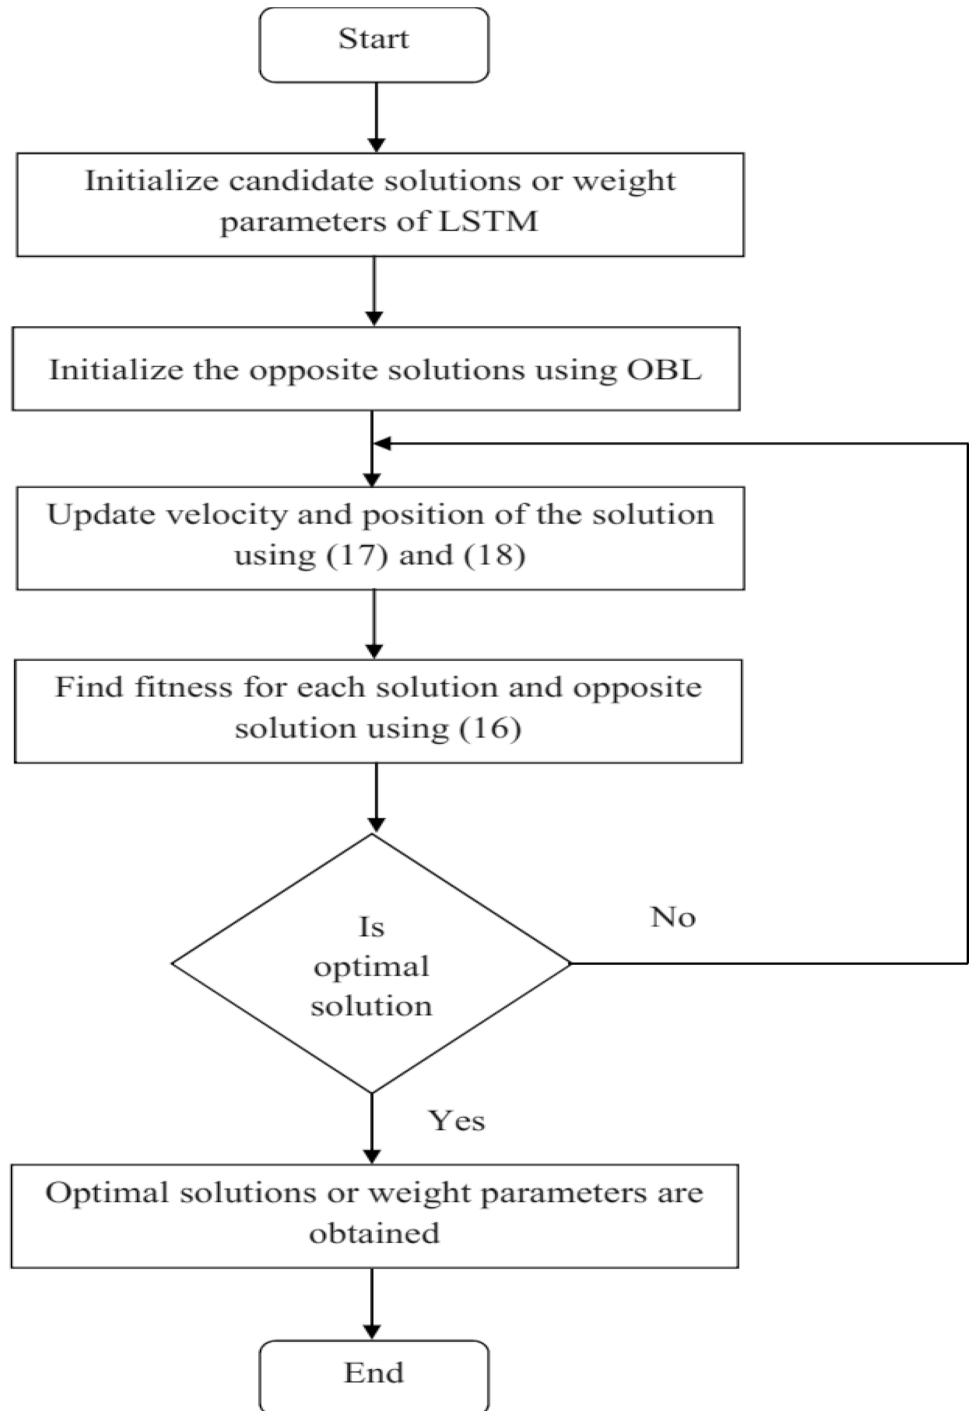 Start
Initialize candidate solutions or weight
parameters of LSTM
Initialize the opposite solutions using OBL
Update velocity and position of the solution
using (17) and (18)
Find fitness for each solution and opposite
solution using (16)
Is
optimal
solution
No
Yes
Optimal solutions or weight parameters are
obtained
End